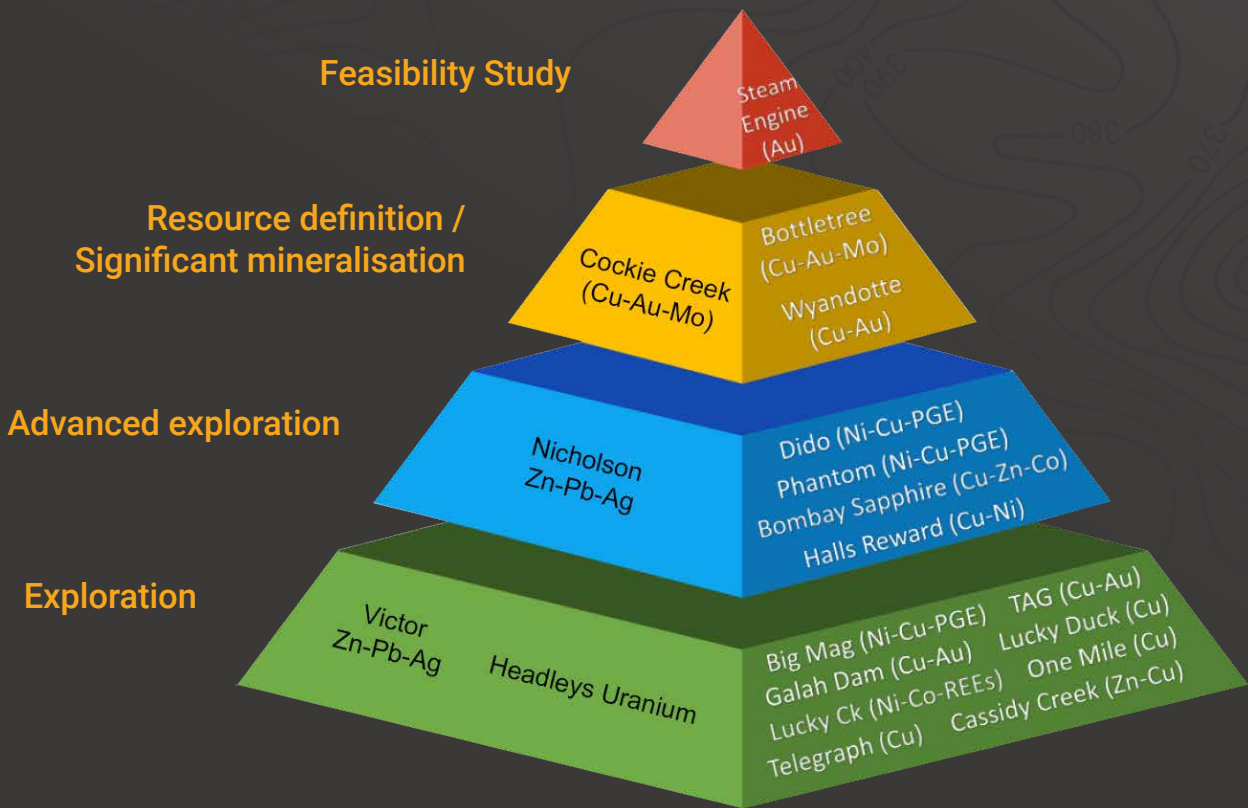 Feasibility Study
Steam
Engine
(Au)
Resource definition /
Significant mineralisation
Cockie Creek
(Cu-Au-Mo)
Bottletree
(Cu-Au-Mo)
Wyandotte
(Cu-Au)
Advanced exploration
Nicholson
Zn-Pb-Ag
Dido (Ni-Cu-PGE)
Phantom (Ni-Cu-PGE)
Bombay Sapphire (Cu-Zn-Co)
Halls Reward (Cu-Ni)
Exploration
Victor
Zn-Pb-Ag
Headleys Uranium
Big Mag (Ni-Cu-PGE) TAG (Cu-Au)
Galah Dam (Cu-Au) Lucky Duck (Cu)
Lucky Ck (Ni-Co-REEs) One Mile (Cu)
Telegraph (Cu) Cassidy Creek (Zn-Cu)
400
390
380
370